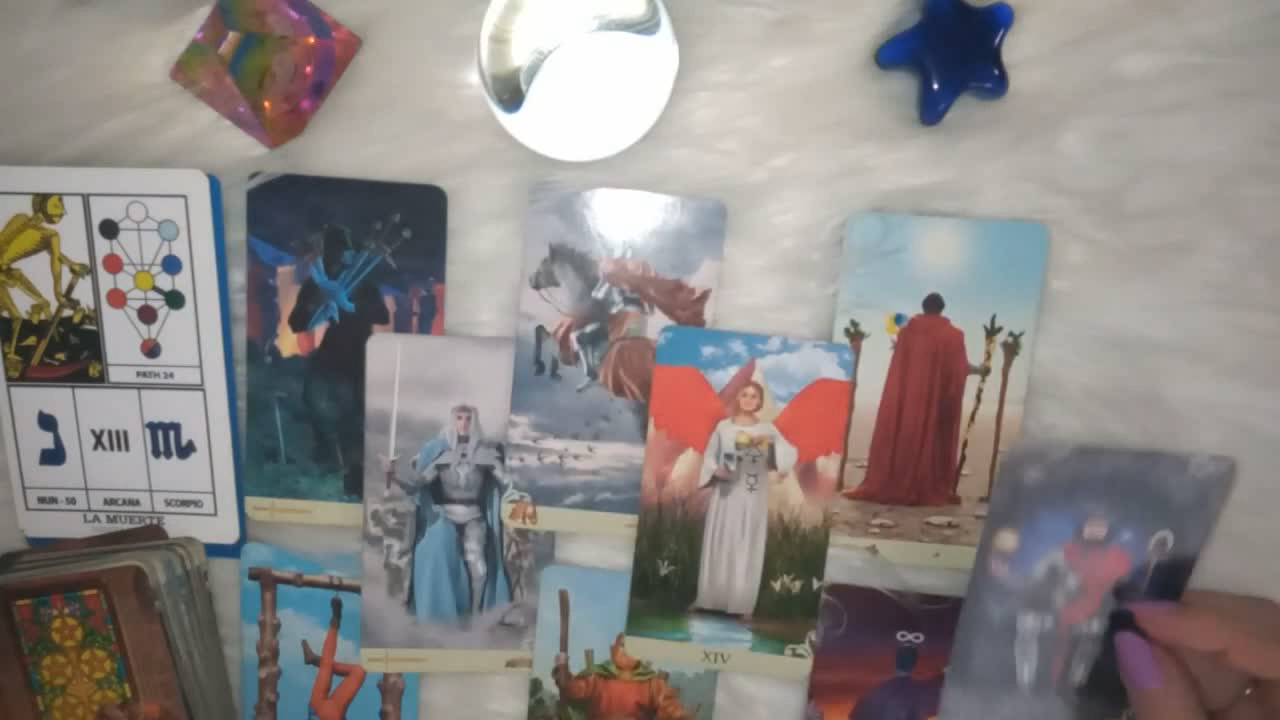 PATH 24
נ
XIII
NUN - 50
ARCANA
SCORPIO
LA MUERTE
XIV